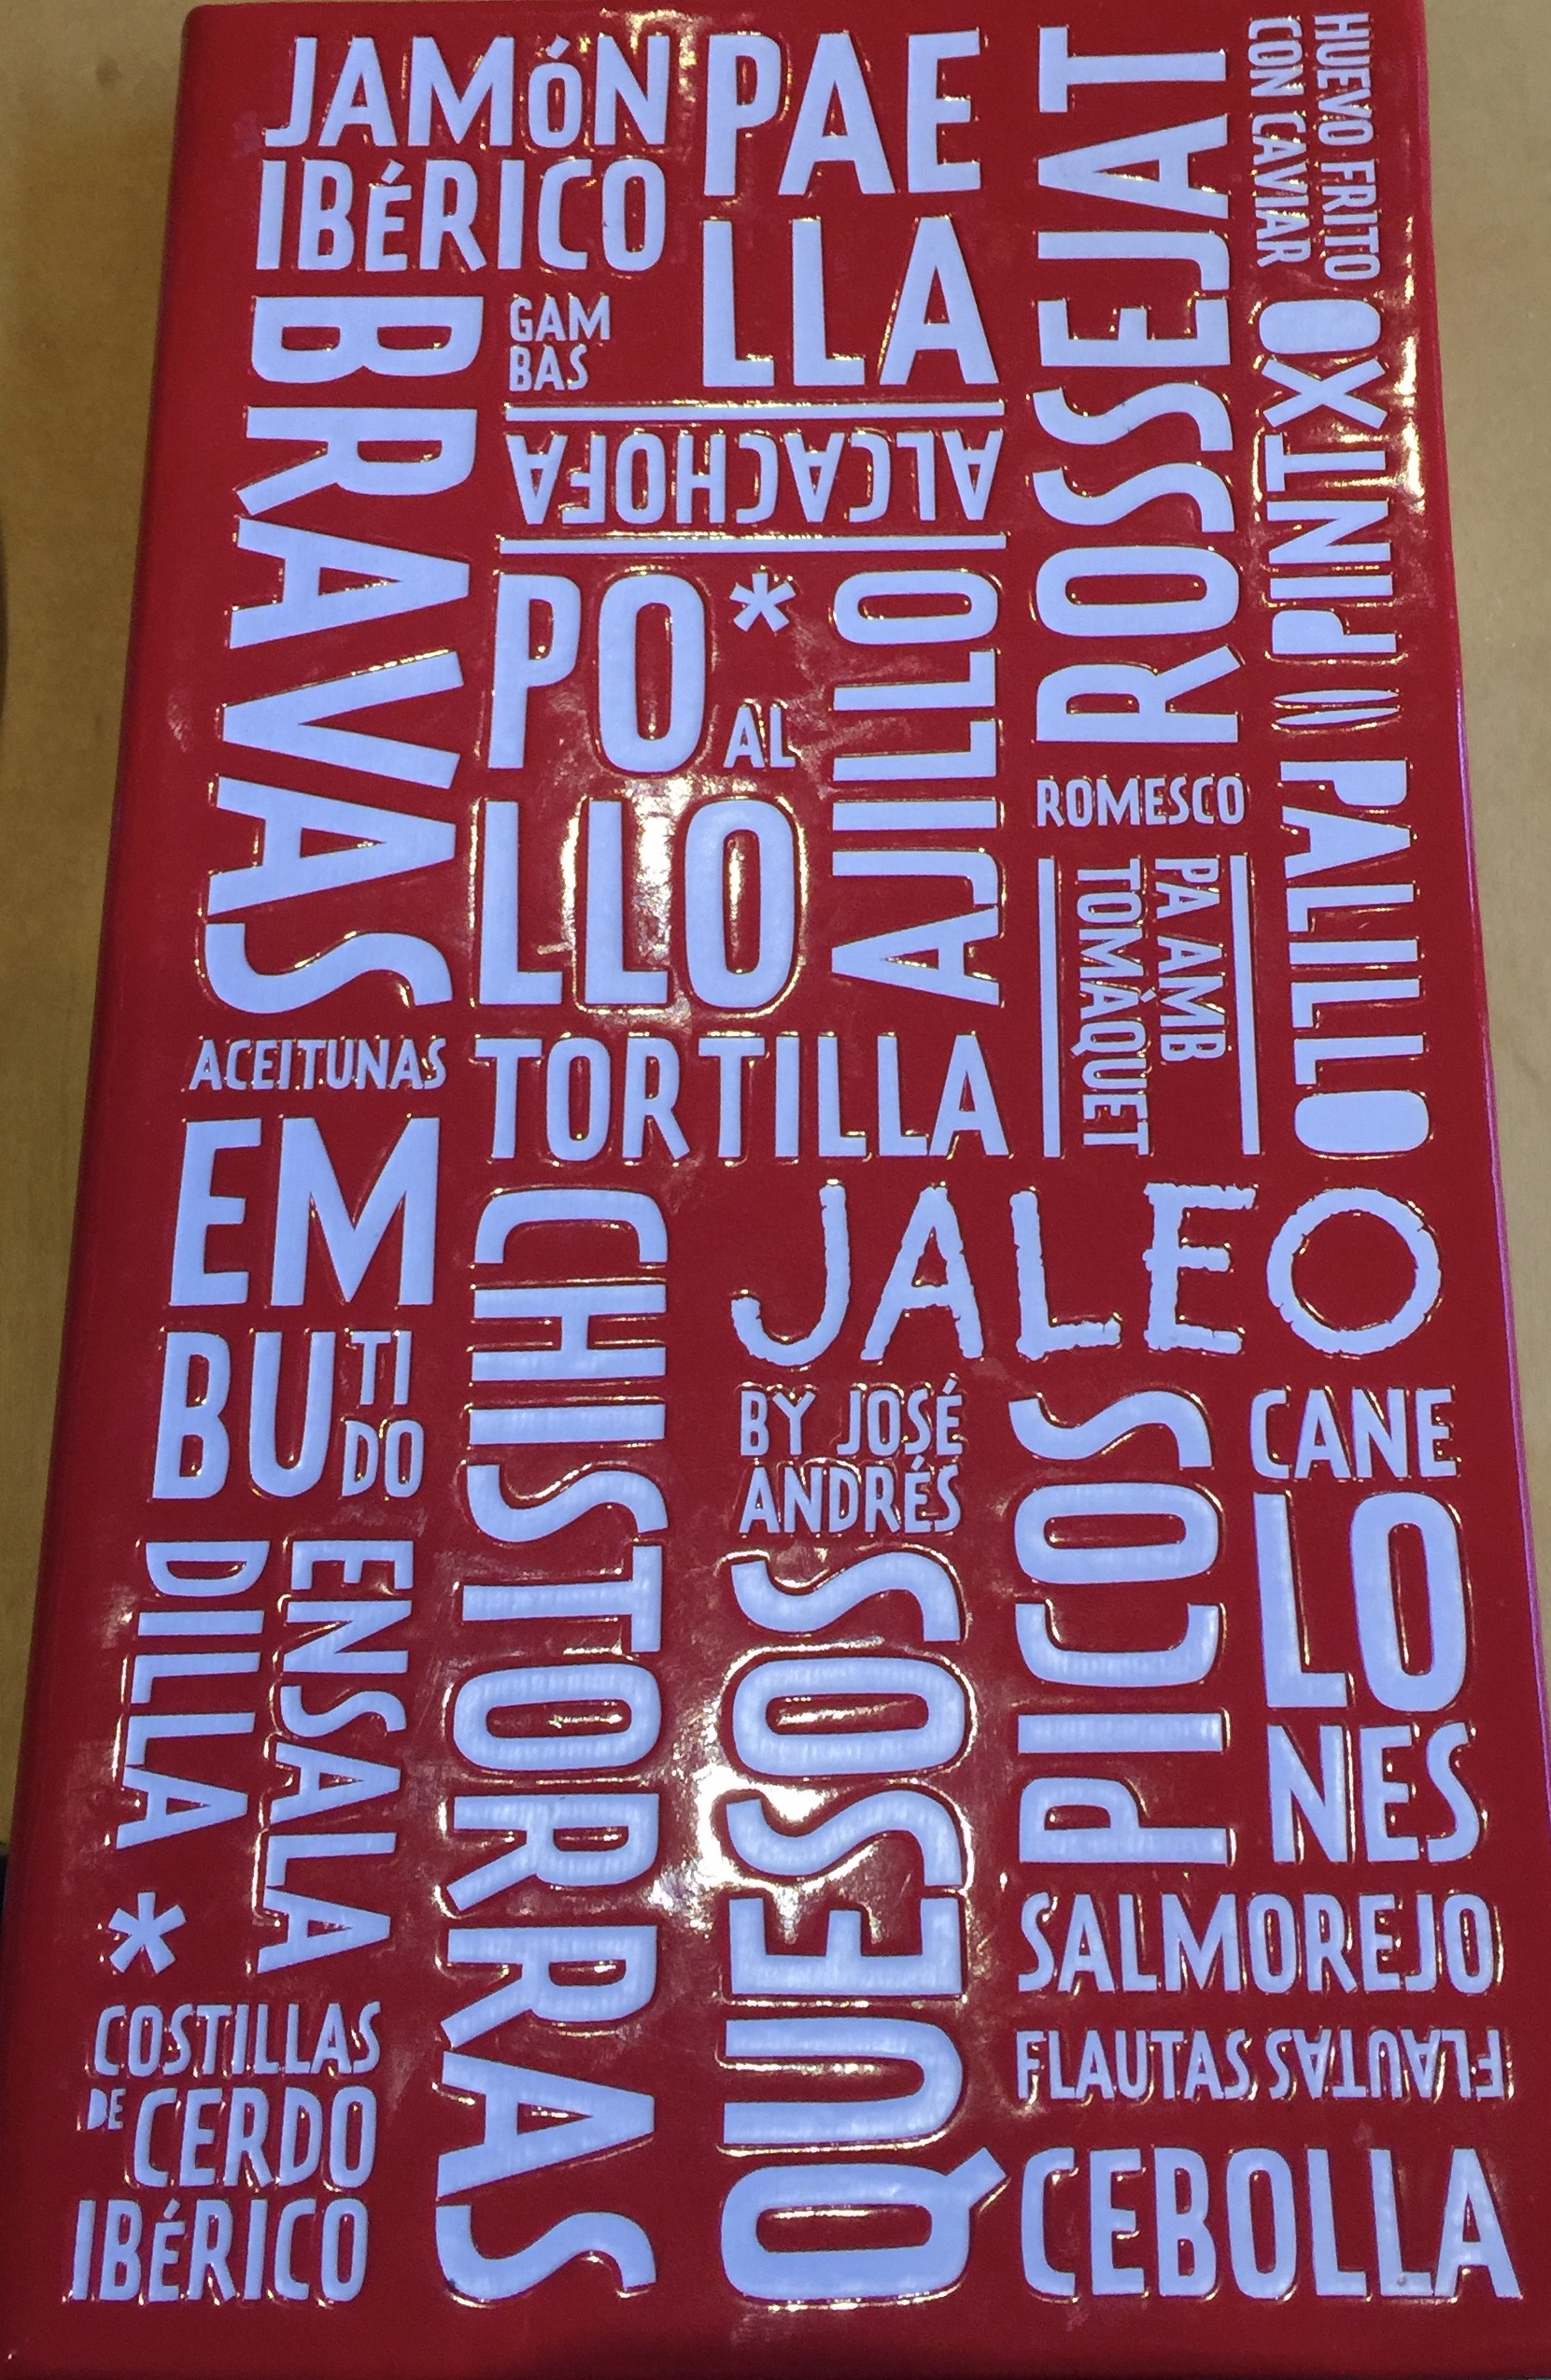 JAMÓN
IBÉRICO
PAE
LLA
ROSSEJAT
HUEVO FRITO
CON CAVIAR
PINTXO
PALILLO
BRAVAS
GAM
BAS
ALCACHOFA
PO*
AL
LLO
AJILLO
ROMESCO
PA AMB
TOMÀQUET
ACEITUNAS
TORTILLA
EM
BU
TI
DO
CHISTORRAS
JALEO
BY JOSÉ
ANDRÉS
QUESOS
PICOS
CANE
LO
NES
ENSALA
DILLA *
SALMOREJO
FLAUTAS FLAUTAS
COSTILLAS
DE CERDO
IBÉRICO
CEBOLLA